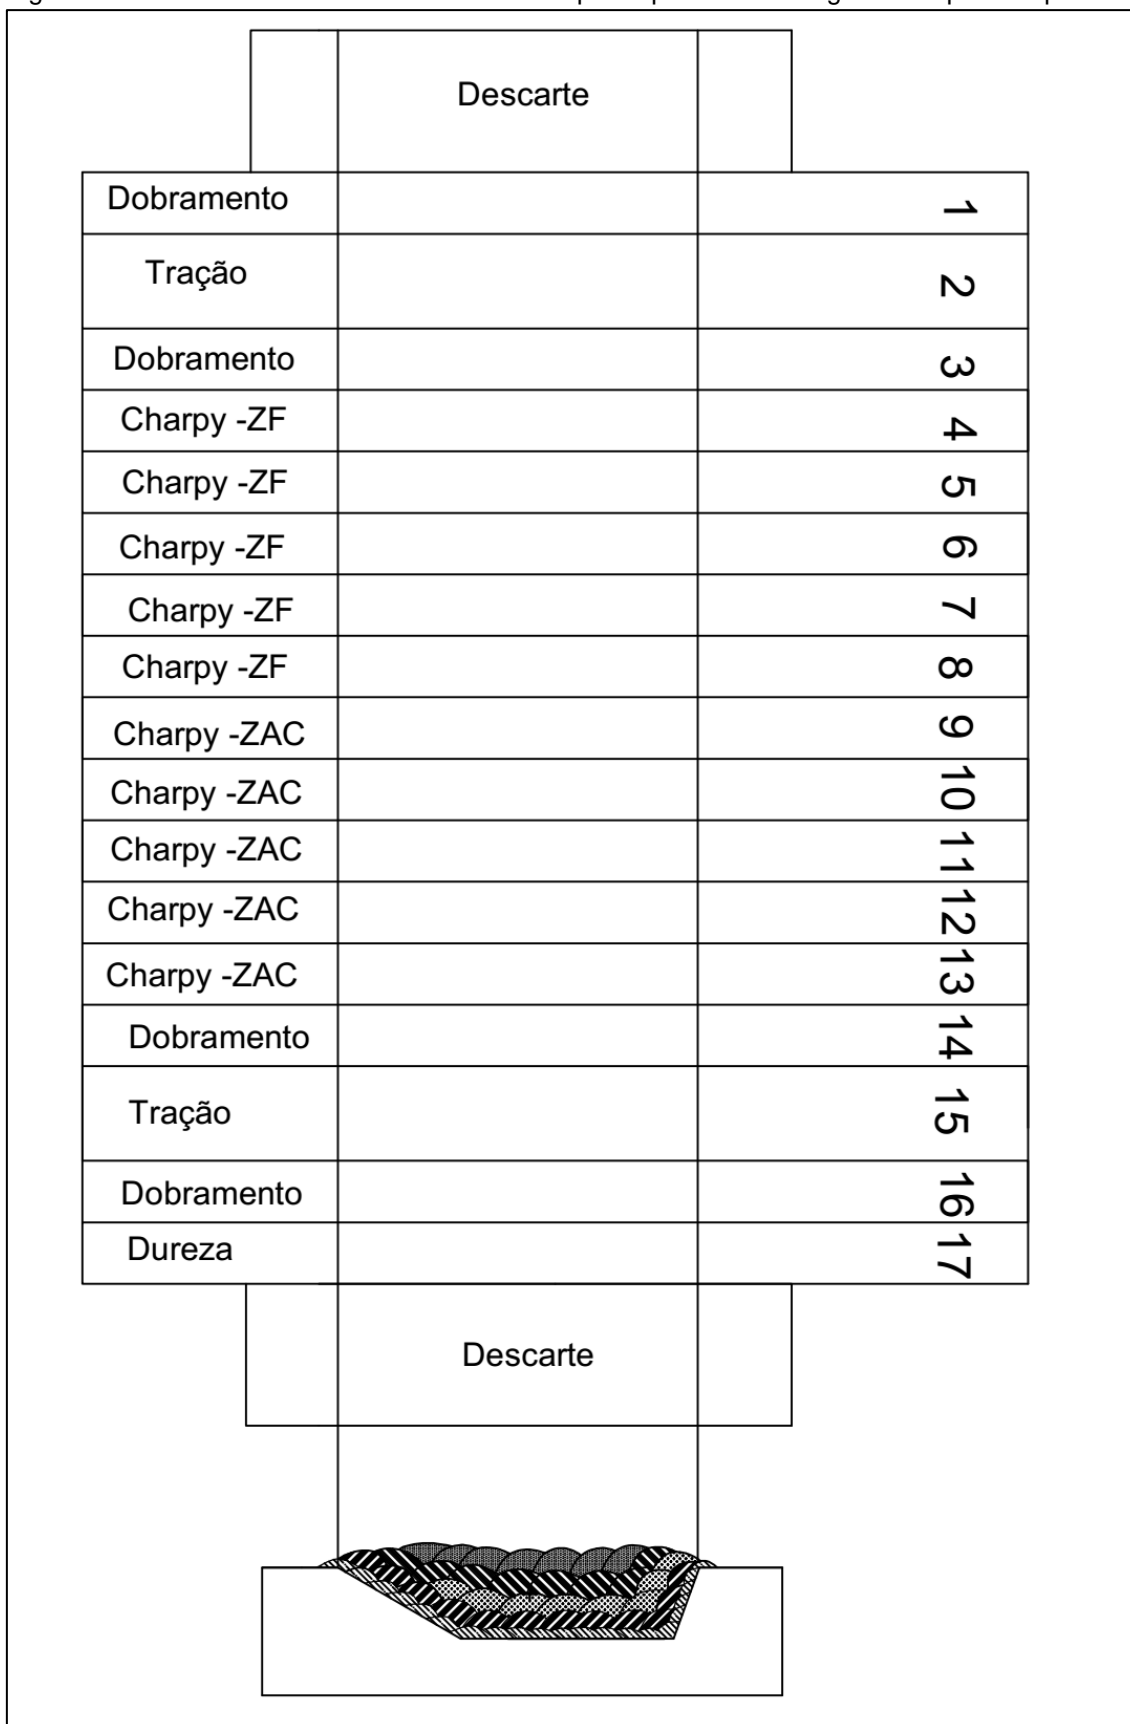 Descarte
Dobramento 1
Tração 2
Dobramento 3
Charpy -ZF 4
Charpy -ZF 5
Charpy -ZF 6
Charpy -ZF 7
Charpy -ZF 8
Charpy -ZAC 9
Charpy -ZAC 10
Charpy -ZAC 11
Charpy -ZAC 12
Charpy -ZAC 13
Dobramento 14
Tração 15
Dobramento 16
Dureza 17
Descarte